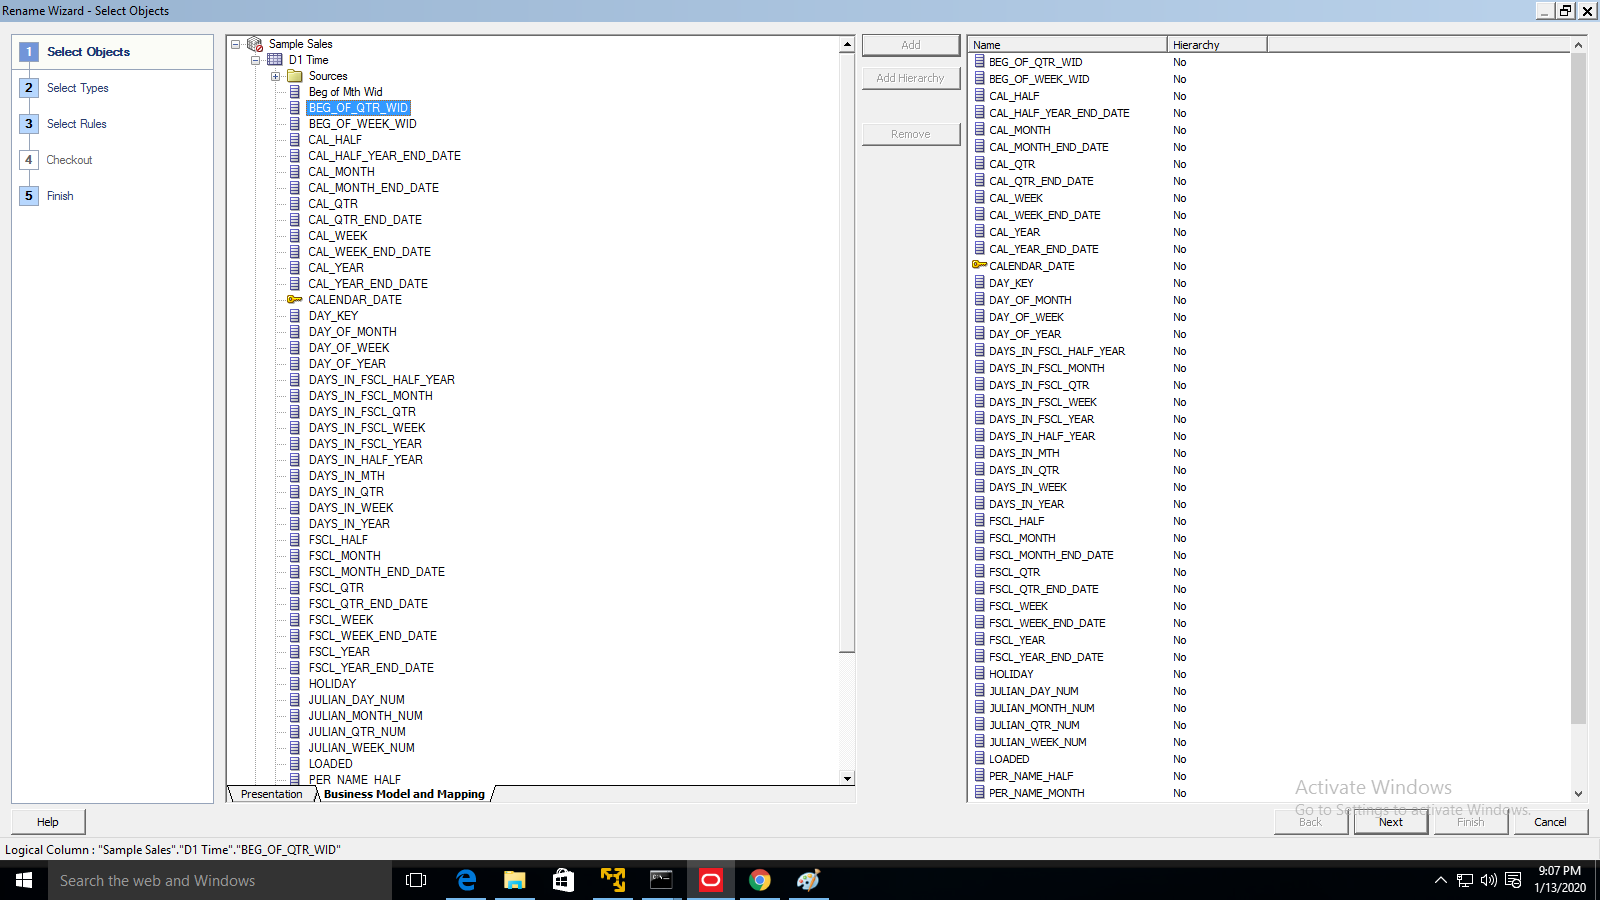 Rename Wizard - Select Objects
1 Select Objects
2 Select Types
3 Select Rules
4 Checkout
5 Finish
Sample Sales
D1 Time
Sources
Beg of Mth Wid
BEG_OF_QTR_WID
BEG_OF_WEEK_WID
CAL_HALF
CAL_HALF_YEAR_END_DATE
CAL_MONTH
CAL_MONTH_END_DATE
CAL_QTR
CAL_QTR_END_DATE
CAL_WEEK
CAL_WEEK_END_DATE
CAL_YEAR
CAL_YEAR_END_DATE
CALENDAR_DATE
DAY_KEY
DAY_OF_MONTH
DAY_OF_WEEK
DAY_OF_YEAR
DAYS_IN_FSCL_HALF_YEAR
DAYS_IN_FSCL_MONTH
DAYS_IN_FSCL_QTR
DAYS_IN_FSCL_WEEK
DAYS_IN_FSCL_YEAR
DAYS_IN_HALF_YEAR
DAYS_IN_MTH
DAYS_IN_QTR
DAYS_IN_WEEK
DAYS_IN_YEAR
FSCL_HALF
FSCL_MONTH
FSCL_MONTH_END_DATE
FSCL_QTR
FSCL_QTR_END_DATE
FSCL_WEEK
FSCL_WEEK_END_DATE
FSCL_YEAR
FSCL_YEAR_END_DATE
HOLIDAY
JULIAN_DAY_NUM
JULIAN_MONTH_NUM
JULIAN_QTR_NUM
JULIAN_WEEK_NUM
LOADED
PER_NAME_HALF
Presentation Business Model and Mapping
Add
Add Hierarchy
Remove
Name Hierarchy
BEG_OF_QTR_WID No
BEG_OF_WEEK_WID No
CAL_HALF No
CAL_HALF_YEAR_END_DATE No
CAL_MONTH No
CAL_MONTH_END_DATE No
CAL_QTR No
CAL_QTR_END_DATE No
CAL_WEEK No
CAL_WEEK_END_DATE No
CAL_YEAR No
CAL_YEAR_END_DATE No
CALENDAR_DATE No
DAY_KEY No
DAY_OF_MONTH No
DAY_OF_WEEK No
DAY_OF_YEAR No
DAYS_IN_FSCL_HALF_YEAR No
DAYS_IN_FSCL_MONTH No
DAYS_IN_FSCL_QTR No
DAYS_IN_FSCL_WEEK No
DAYS_IN_FSCL_YEAR No
DAYS_IN_HALF_YEAR No
DAYS_IN_MTH No
DAYS_IN_QTR No
DAYS_IN_WEEK No
DAYS_IN_YEAR No
FSCL_HALF No
FSCL_MONTH No
FSCL_MONTH_END_DATE No
FSCL_QTR No
FSCL_QTR_END_DATE No
FSCL_WEEK No
FSCL_WEEK_END_DATE No
FSCL_YEAR No
FSCL_YEAR_END_DATE No
HOLIDAY No
JULIAN_DAY_NUM No
JULIAN_MONTH_NUM No
JULIAN_QTR_NUM No
JULIAN_WEEK_NUM No
LOADED No
PER_NAME_HALF No
PER_NAME_MONTH No
Activate Windows
Go to Settings to activate Windows.
Help Back Next Finish Cancel
Logical Column : "Sample Sales"."D1 Time"."BEG_OF_QTR_WID"
Search the web and Windows
9:07 PM
1/13/2020